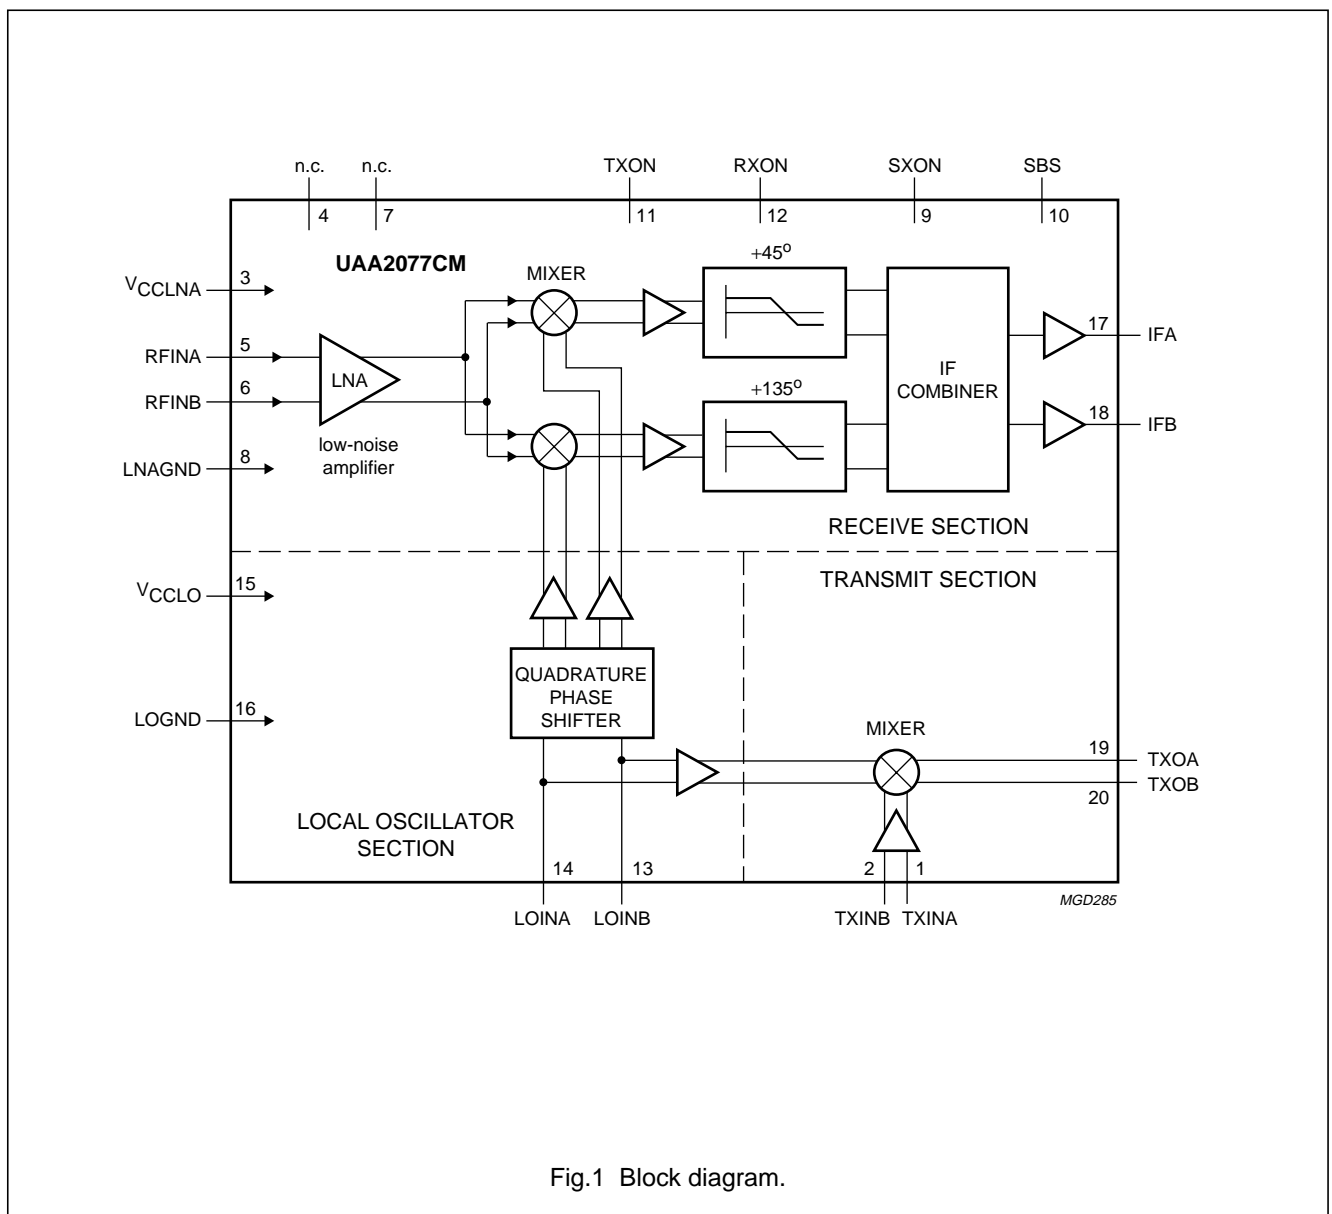 n.c. n.c. TXON RXON SXON SBS
4 7 11 12 9 10
UAA2077CM
+45°
MIXER
VCCLNA 3
RFINA 5
RFINB 6
LNAGND 8
LNA
low-noise
amplifier
+135°
IF
COMBINER
17 IFA
18 IFB
RECEIVE SECTION
TRANSMIT SECTION
VCCLO 15
LOGND 16
QUADRATURE
PHASE
SHIFTER
MIXER
19 TXOA
TXOB
20
LOCAL OSCILLATOR
SECTION
14 13 2 1
LOINA LOINB TXINB TXINA
MGD285
Fig.1 Block diagram.